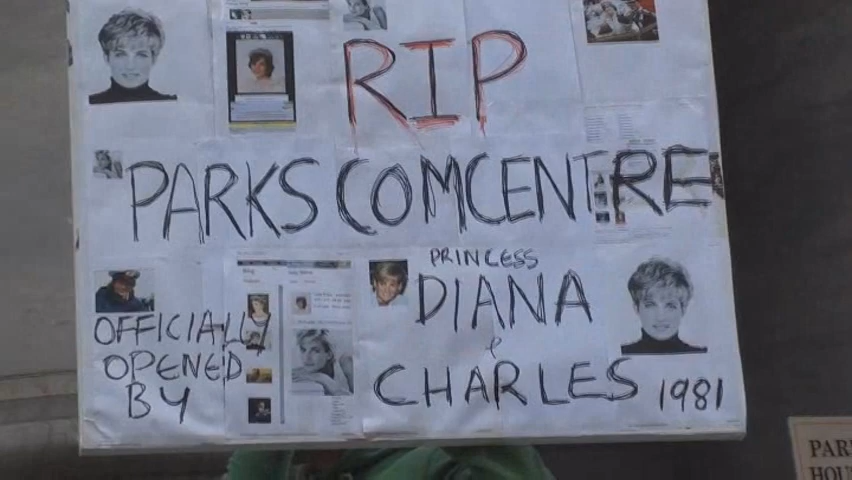 RIP
PARKS COMCENTRE
OFFICIALLY
OPENED
BY
PRINCESS
DIANA
&
CHARLES 1981